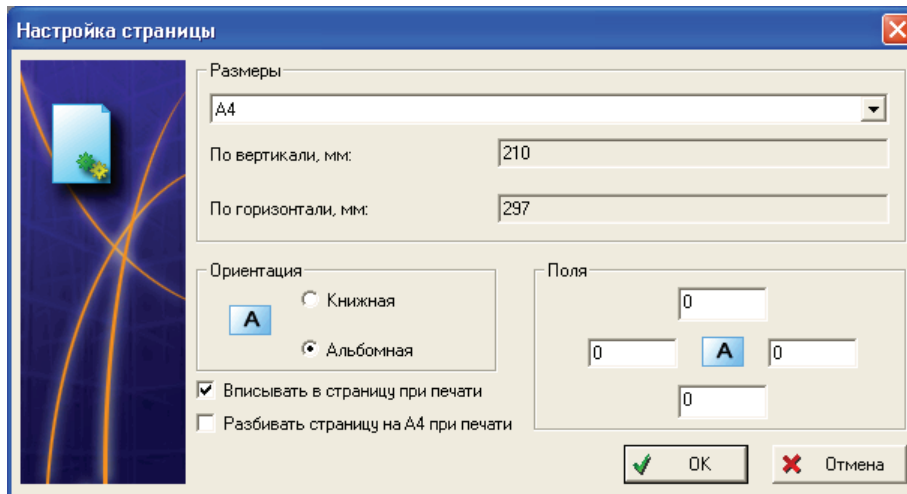 Настройка страницы
Размеры
A4
По вертикали, мм:
210
По горизонтали, мм:
297
Ориентация
A
Книжная
Альбомная
Поля
0
0
A
0
0
Вписывать в страницу при печати
Разбивать страницу на А4 при печати
OK
Отмена